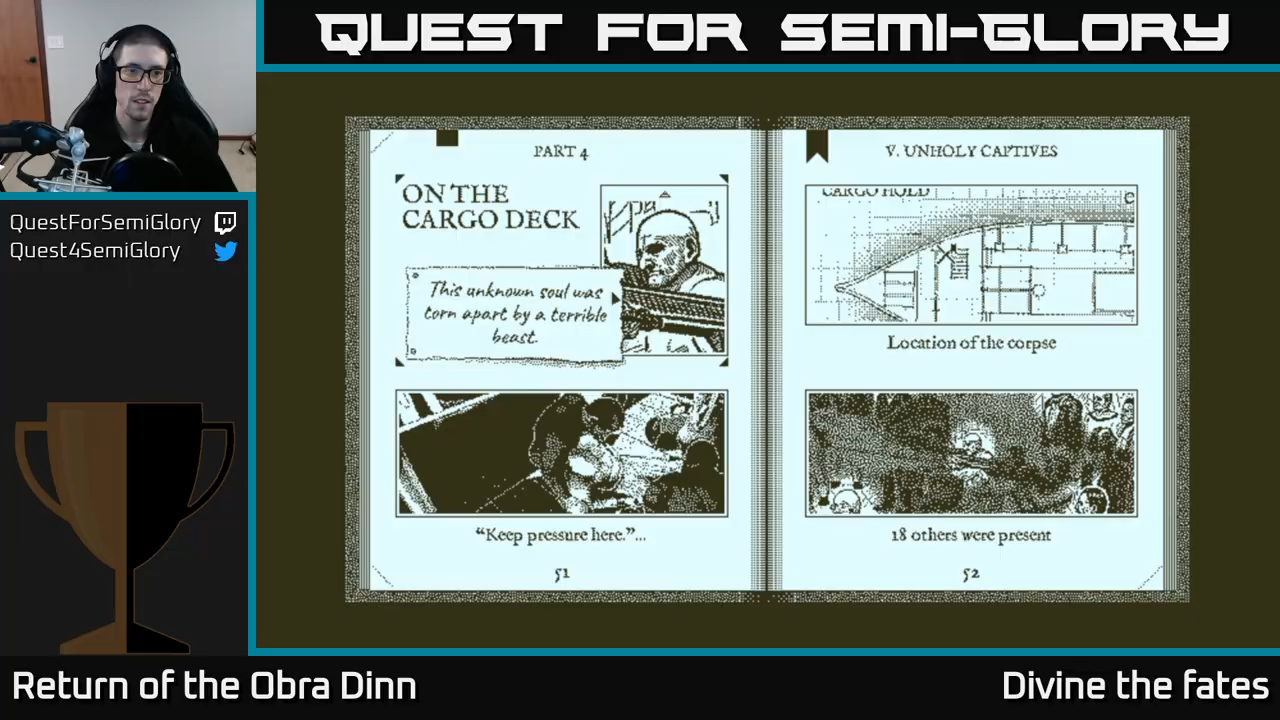 QUEST FOR SEMI-GLORY
QuestForSemiGlory
Quest4SemiGlory
PART 4
ON THE
CARGO DECK
This unknown soul was
torn apart by a terrible
beast.
"Keep pressure here."...
51
V. UNHOLY CAPTIVES
CARGO HOLD
C
Location of the corpse
18 others were present
52
Return of the Obra Dinn
Divine the fates